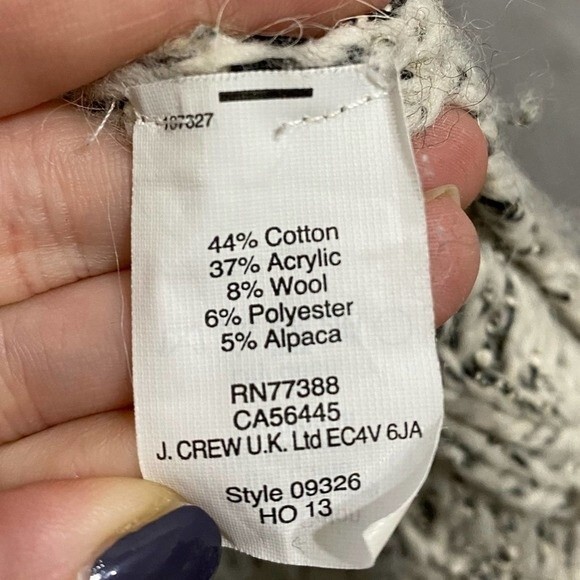 44% Cotton
37% Acrylic
8% Wool
6% Polyester
5% Alpaca
RN77388
CA56445
J. CREW U.K. Ltd EC4V 6JA
Style 09326
HO 13